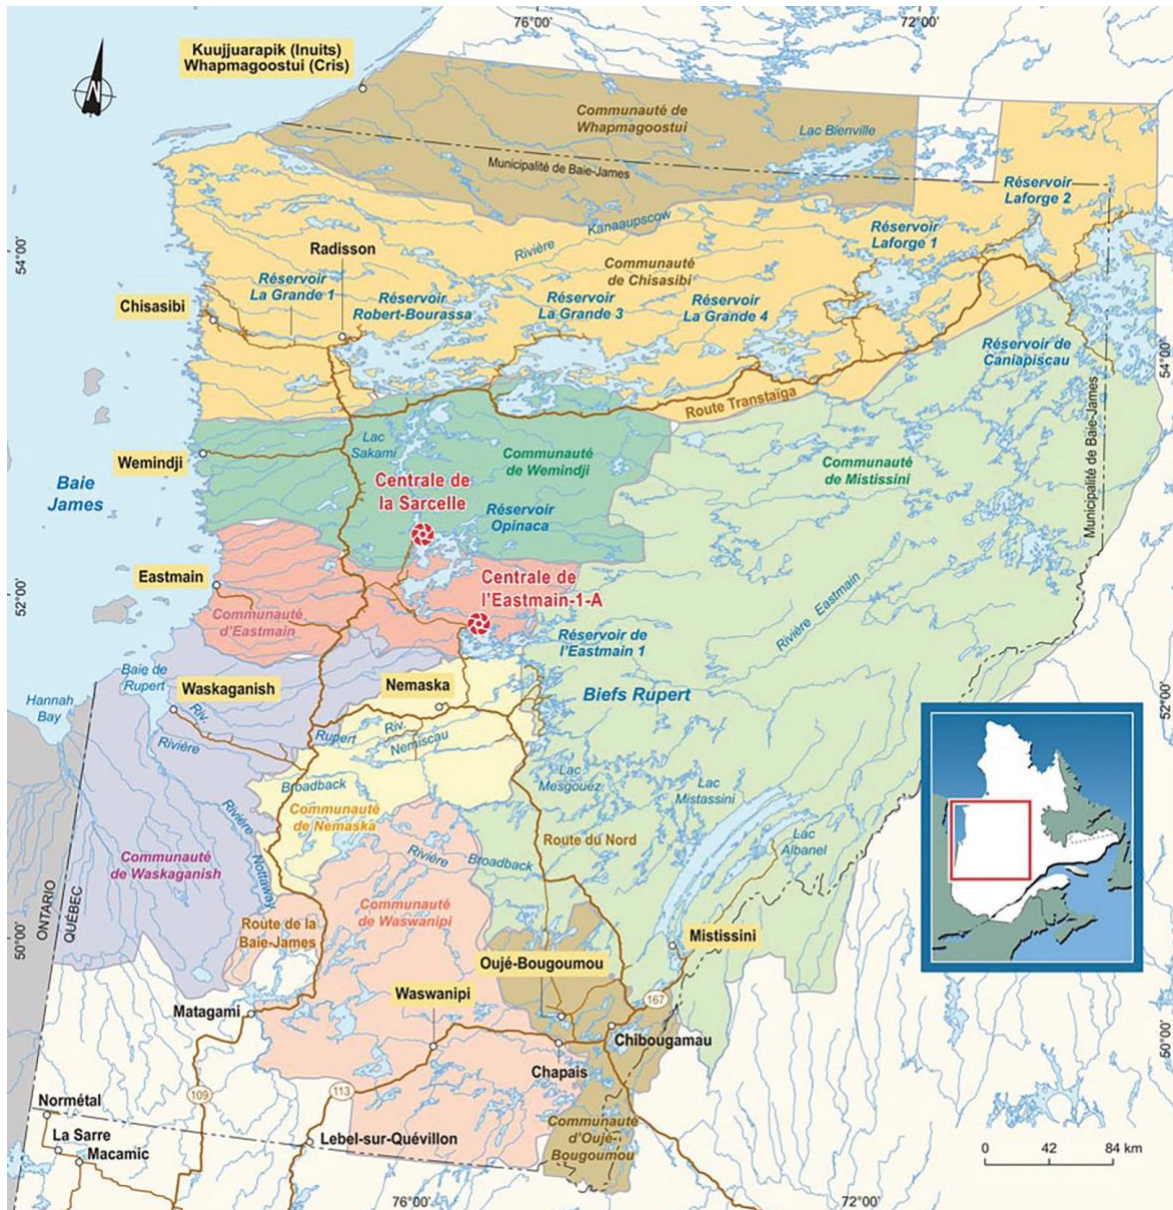 76°00'
72°00'
N
Kuujjuarapik (Inuits)
Whapmagoostui (Cris)
Communauté de
Whapmagoostui
Lac Bienville
Municipalité de Baie-James
Réservoir
Laforge 2
54°00'
Radisson
Rivière
Kanaaupscow
Réservoir
Laforge 1
Communauté
de Chisasibi
Chisasibi
Réservoir
La Grande 1
Réservoir
Robert-Bourassa
Réservoir
La Grande 3
Réservoir
La Grande 4
Réservoir de
Caniapiscau
54°00'
Route Transtaïga
Municipalité de Baie-James
Wemindji
Lac
Sakami
Communauté
de Wemindji
Communauté
de Mistissini
Baie
James
Centrale de
la Sarcelle
Réservoir
Opinaca
52°00'
Eastmain
Centrale de
l'Eastmain-1-A
Communauté
d'Eastmain
Réservoir de
l'Eastmain 1
Rivière Eastmain
Baie de
Rupert
Hannah
Bay
Waskaganish
Nemaska
Biefs Rupert
52°00'
Riv.
Rivière
Rupert
Riv.
Nemiscau
Lac
Mesgouez
Lac
Mistassini
Broadback
Communauté
de Nemaska
Rivière
Nottaway
Route du Nord
Lac
Albanel
Communauté
de Waskaganish
Rivière
Broadback
Communauté
de Waswanipi
ONTARIO
QUÉBEC
50°00'
Route de la
Baie-James
Mistissini
Oujé-Bougoumou
Waswanipi
Matagami
167
Chibougamau
50°00'
Chapais
109
113
Normétal
La Sarre
Macamic
Lebel-sur-Quévillon
Communauté
d'Oujé-
Bougoumou
0 42 84 km
76°00'
72°00'